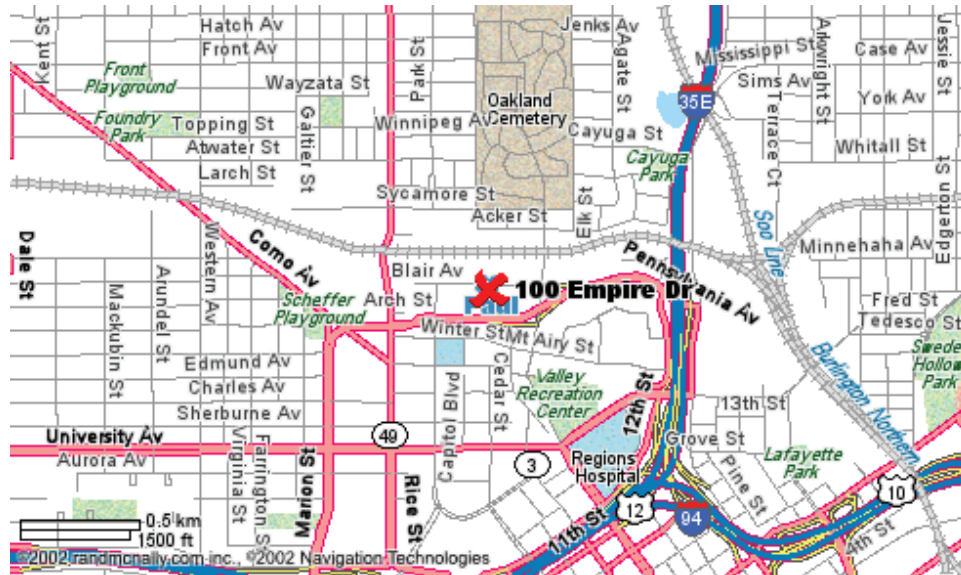 Hatch Av
Front Av
Jenks Av
Mississippi St
Case Av
Kent St
Park St
Agate St
Arkwright St
Jessie St
Front
Playground
Wayzata St
Sims Av
York Av
35E
Oakland
Cemetery
Foundry
Park
Topping St
Winnipeg Av
Galtier St
Cayuga St
Terrace Ct
Atwater St
Whitall St
Larch St
Cayuga
Park
Sycamore St
Acker St
Elk St
Edgerton St
Soo Line
Minnehaha Av
Dale St
Western Av
Como Av
Blair Av
Pennsylvania Av
100 Empire Dr
Paul
Mackubin St
Arundel St
Scheffer
Playground
Arch St
Fred St
Tedesco St
Winter St
Mt Airy St
Burlington Northern
Swede
Hollow
Park
Edmund Av
Charles Av
Sherburne Av
Capitol Blvd
Cedar St
Valley
Recreation
Center
12th St
13th St
University Av
49
Grove St
Aurora Av
Virginia St
Farrington St
Marion St
Rice St
3
Regions
Hospital
Lafayette
Park
Pine St
10
12
94
11th St
4th St
0.5 km
1500 ft
©2002 randmcnally.com inc., ©2002 Navigation Technologies